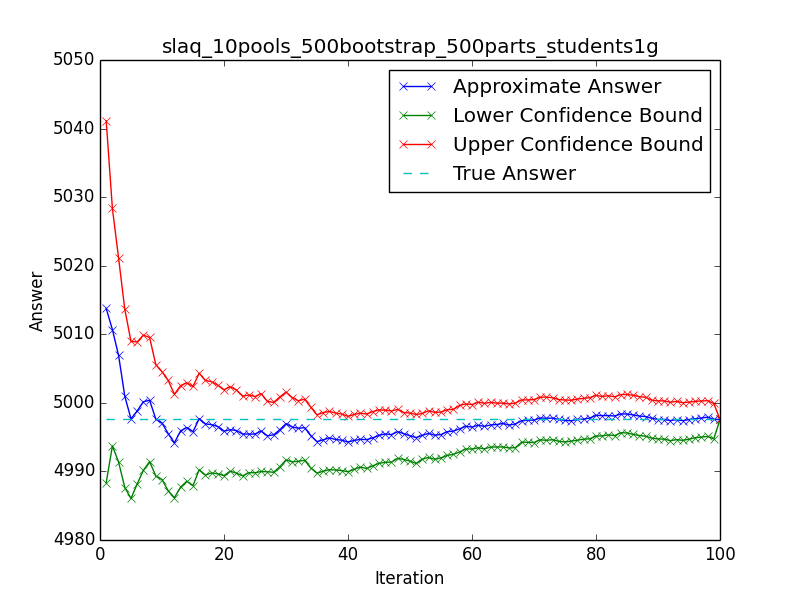 slaq_10pools_500bootstrap_500parts_students1g
5050
5040
5030
5020
5010
5000
4990
4980
Answer
Approximate Answer
Lower Confidence Bound
Upper Confidence Bound
True Answer
0 20 40 60 80 100
Iteration